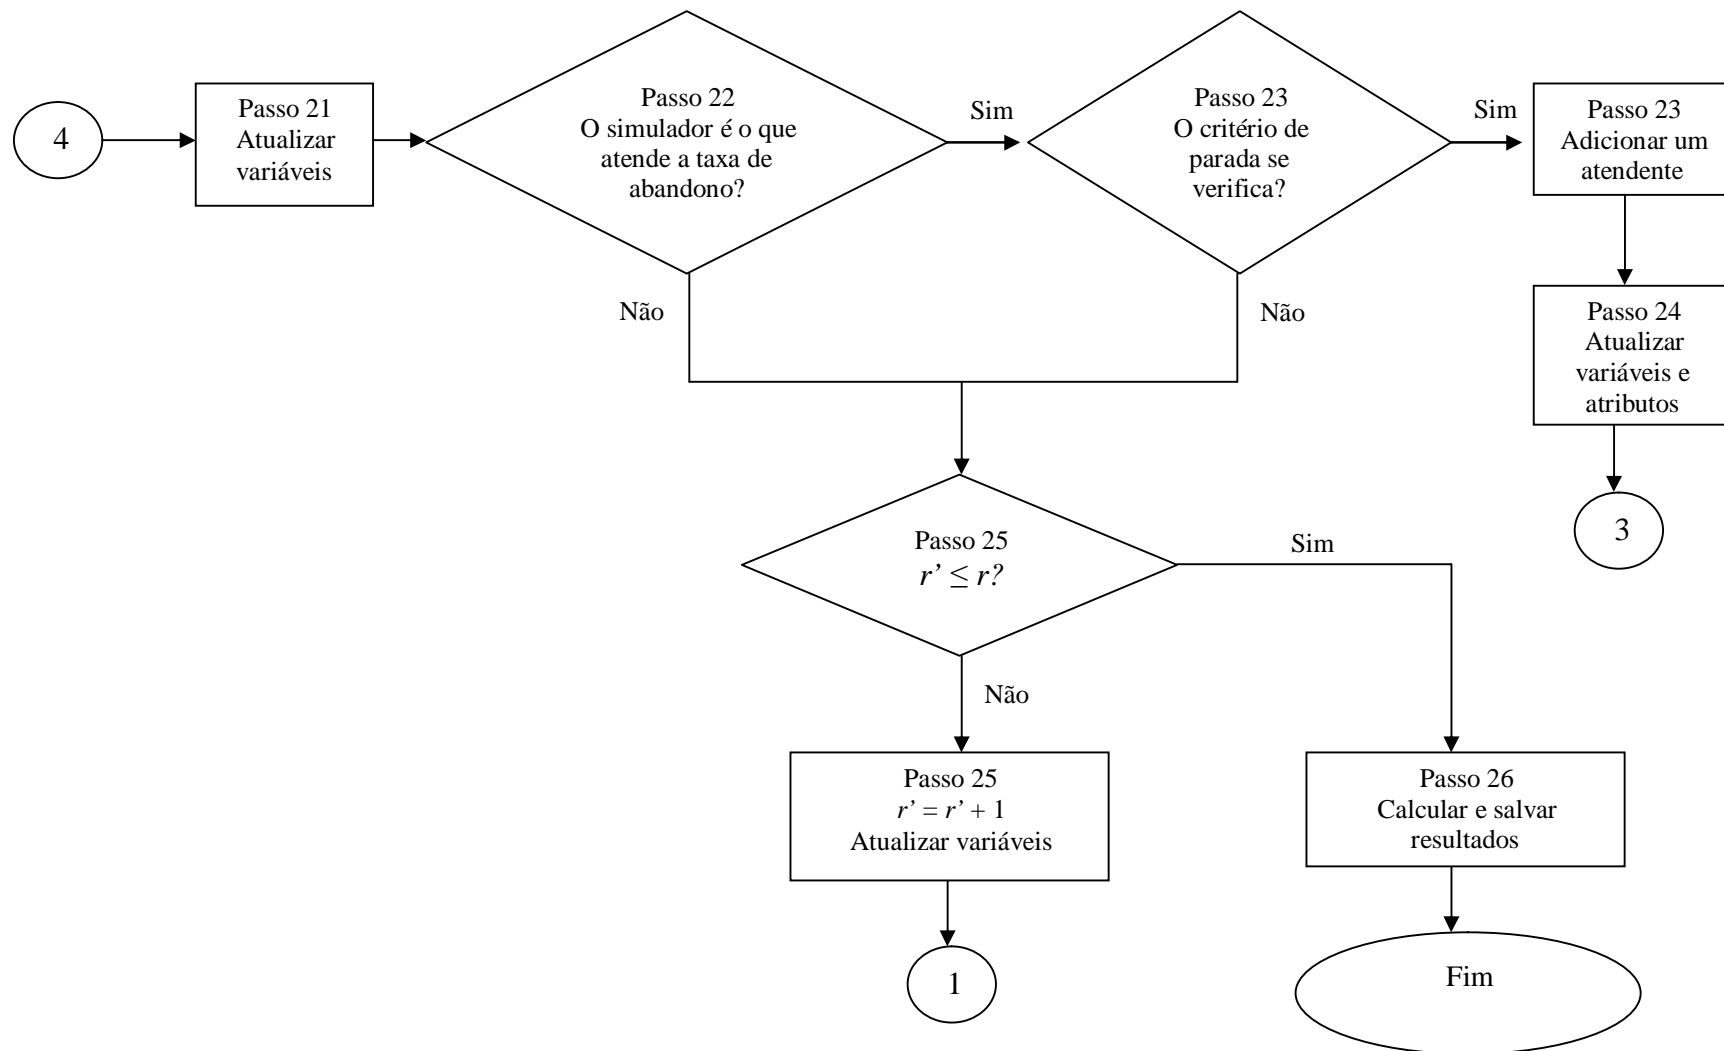 4
Passo 21
Atualizar
variáveis
Passo 22
O simulador é o que
atende a taxa de
abandono?
Sim
Passo 23
O critério de
parada se
verifica?
Sim
Passo 23
Adicionar um
atendente
Não
Não
Passo 24
Atualizar
variáveis e
atributos
3
Passo 25
r’ ≤ r?
Sim
Não
Passo 25
r’ = r’ + 1
Atualizar variáveis
Passo 26
Calcular e salvar
resultados
1
Fim